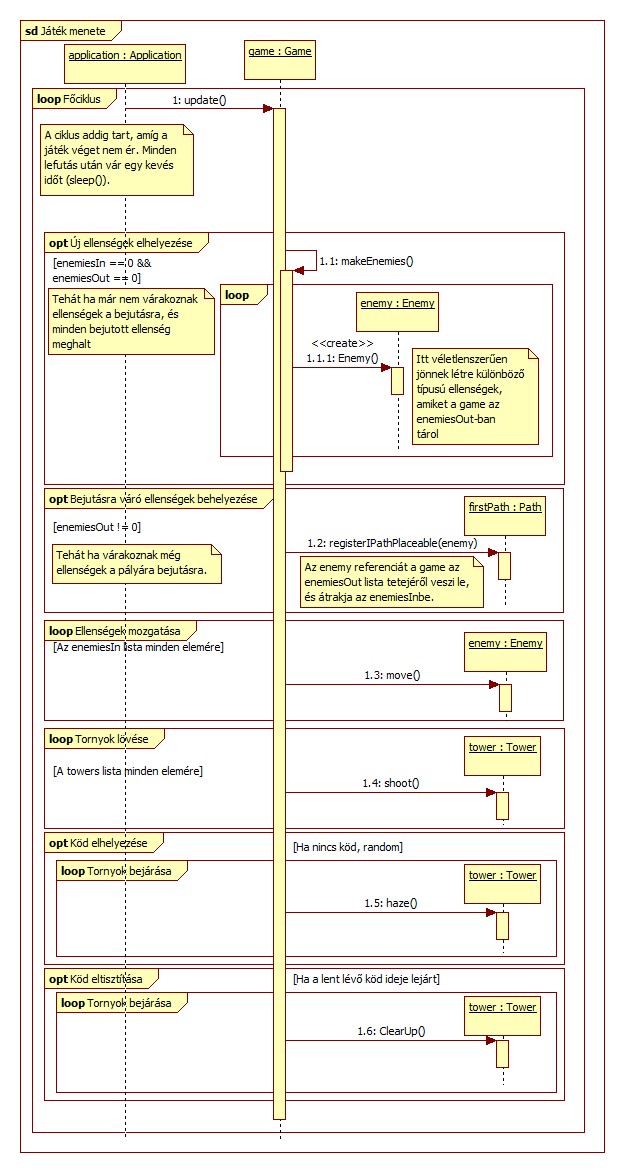 sd Játék menete
application : Application
game : Game
loop Főciklus
1: update()
A ciklus addig tart, amíg a
játék véget nem ér. Minden
lefutás után vár egy kevés
időt (sleep()).
opt Új ellenségek elhelyezése
[enemiesIn == 0 &&
enemiesOut == 0]
1.1: makeEnemies()
Tehát ha már nem várakoznak
ellenségek a bejutásra, és
minden bejutott ellenség
meghalt
loop
enemy : Enemy
<<create>>
1.1.1: Enemy()
Itt véletlenszerűen
jönnek létre különböző
típusú ellenségek,
amiket a game az
enemiesOut-ban
tárol
opt Bejutásra váró ellenségek behelyezése
firstPath : Path
[enemiesOut != 0]
1.2: registerIPathPlaceable(enemy)
Tehát ha várakoznak még
ellenségek a pályára bejutásra.
Az enemy referenciát a game az
enemiesOut lista tetejéről veszi le,
és átrakja az enemiesInbe.
loop Ellenségek mozgatása
[Az enemiesIn lista minden elemére]
enemy : Enemy
1.3: move()
loop Tornyok lövése
tower : Tower
[A towers lista minden elemére]
1.4: shoot()
opt Köd elhelyezése
[Ha nincs köd, random]
loop Tornyok bejárása
tower : Tower
1.5: haze()
opt Köd eltisztítása
[Ha a lent lévő köd ideje lejárt]
loop Tornyok bejárása
tower : Tower
1.6: ClearUp()